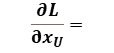 ∂L/∂x_U =